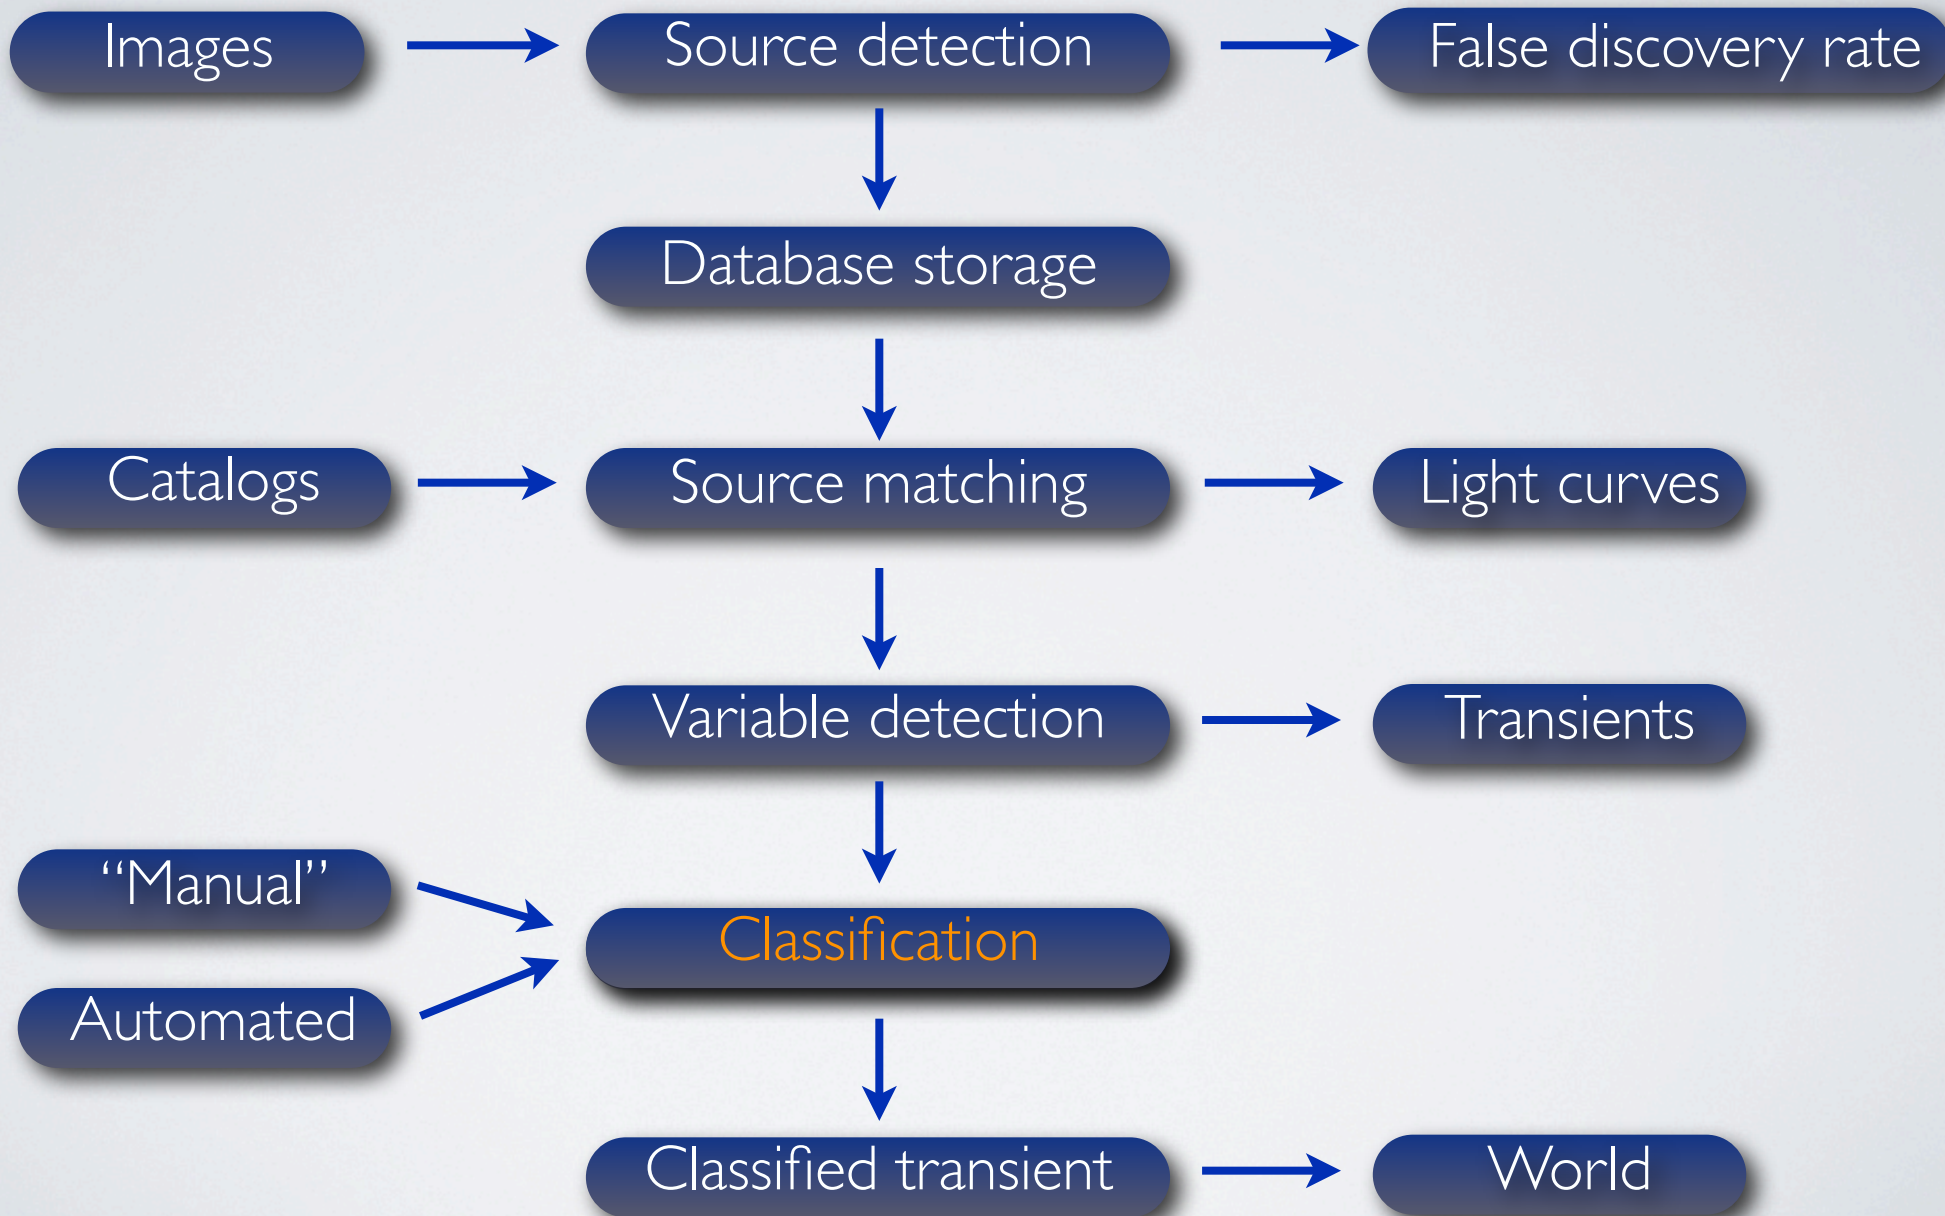 Images
Source detection
False discovery rate
Database storage
Catalogs
Source matching
Light curves
Variable detection
Transients
“Manual”
Classification
Automated
Classified transient
World